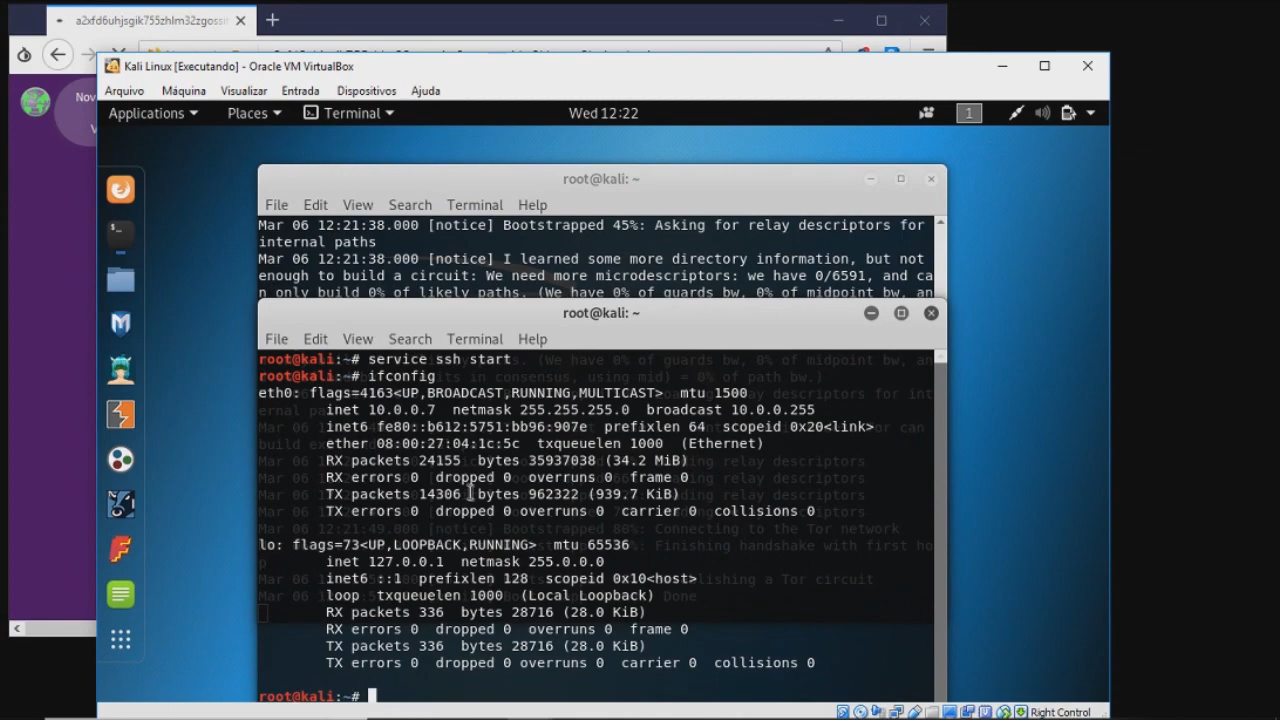 a2xfd6uhjsgik755zhlm32zgossi
Nov
V
Kali Linux [Executando] - Oracle VM VirtualBox
Arquivo Máquina Visualizar Entrada Dispositivos Ajuda
Applications Places Terminal Wed 12:22 1
root@kali: ~
File Edit View Search Terminal Help
Mar 06 12:21:38.000 [notice] Bootstrapped 45%: Asking for relay descriptors for
internal paths
Mar 06 12:21:38.000 [notice] I learned some more directory information, but not
enough to build a circuit: We need more microdescriptors: we have 0/6591, and ca
n only build 0% of likely paths. (We have 0% of guards bw, 0% of midpoint bw, an
root@kali: ~
File Edit View Search Terminal Help
root@kali:~# service ssh start
root@kali:~# ifconfig
eth0: flags=4163<UP,BROADCAST,RUNNING,MULTICAST> mtu 1500
inet 10.0.0.7 netmask 255.255.255.0 broadcast 10.0.0.255
inet6 fe80::b612:5751:bb96:907e prefixlen 64 scopeid 0x20<link>
ether 08:00:27:04:1c:5c txqueuelen 1000 (Ethernet)
RX packets 24155 bytes 35937038 (34.2 MiB)
RX errors 0 dropped 0 overruns 0 frame 0
TX packets 14306 bytes 962322 (939.7 KiB)
TX errors 0 dropped 0 overruns 0 carrier 0 collisions 0
lo: flags=73<UP,LOOPBACK,RUNNING> mtu 65536
inet 127.0.0.1 netmask 255.0.0.0
inet6 ::1 prefixlen 128 scopeid 0x10<host>
loop txqueuelen 1000 (Local Loopback)
RX packets 336 bytes 28716 (28.0 KiB)
RX errors 0 dropped 0 overruns 0 frame 0
TX packets 336 bytes 28716 (28.0 KiB)
TX errors 0 dropped 0 overruns 0 carrier 0 collisions 0
root@kali:~#
Right Control